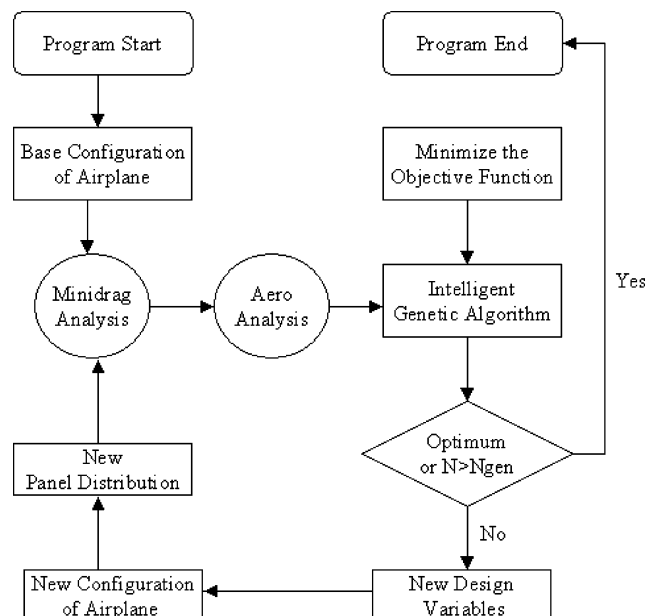 Program Start
Program End
Base Configuration
of Airplane
Minimize the
Objective Function
Minidrag
Analysis
Aero
Analysis
Intelligent
Genetic Algorithm
Yes
Optimum
or N>Ngen
New
Panel Distribution
No
New Configuration
of Airplane
New Design
Variables